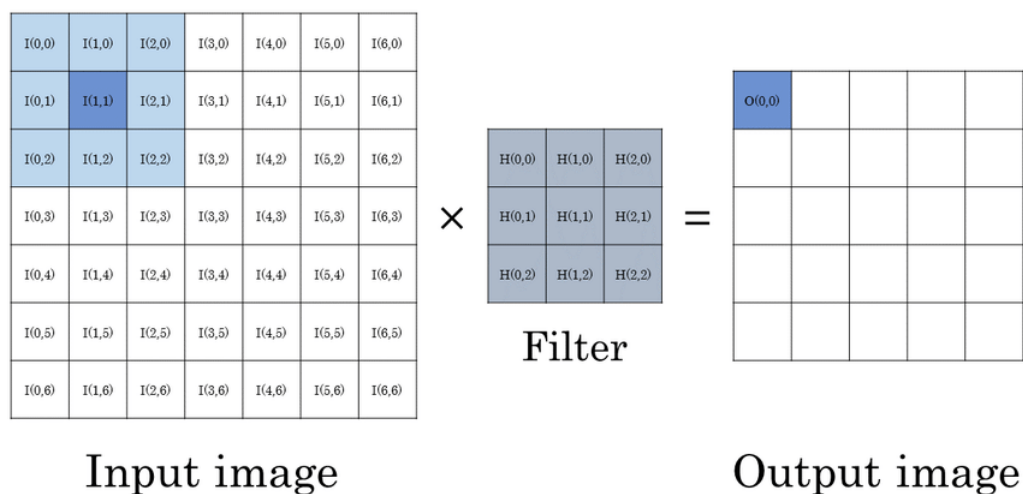 I(0,0) I(1,0) I(2,0) I(3,0) I(4,0) I(5,0) I(6,0)
I(0,1) I(1,1) I(2,1) I(3,1) I(4,1) I(5,1) I(6,1)
I(0,2) I(1,2) I(2,2) I(3,2) I(4,2) I(5,2) I(6,2)
I(0,3) I(1,3) I(2,3) I(3,3) I(4,3) I(5,3) I(6,3)
I(0,4) I(1,4) I(2,4) I(3,4) I(4,4) I(5,4) I(6,4)
I(0,5) I(1,5) I(2,5) I(3,5) I(4,5) I(5,5) I(6,5)
I(0,6) I(1,6) I(2,6) I(3,6) I(4,6) I(5,6) I(6,6)
Input image
×
H(0,0) H(1,0) H(2,0)
H(0,1) H(1,1) H(2,1)
H(0,2) H(1,2) H(2,2)
Filter
=
O(0,0)
Output image